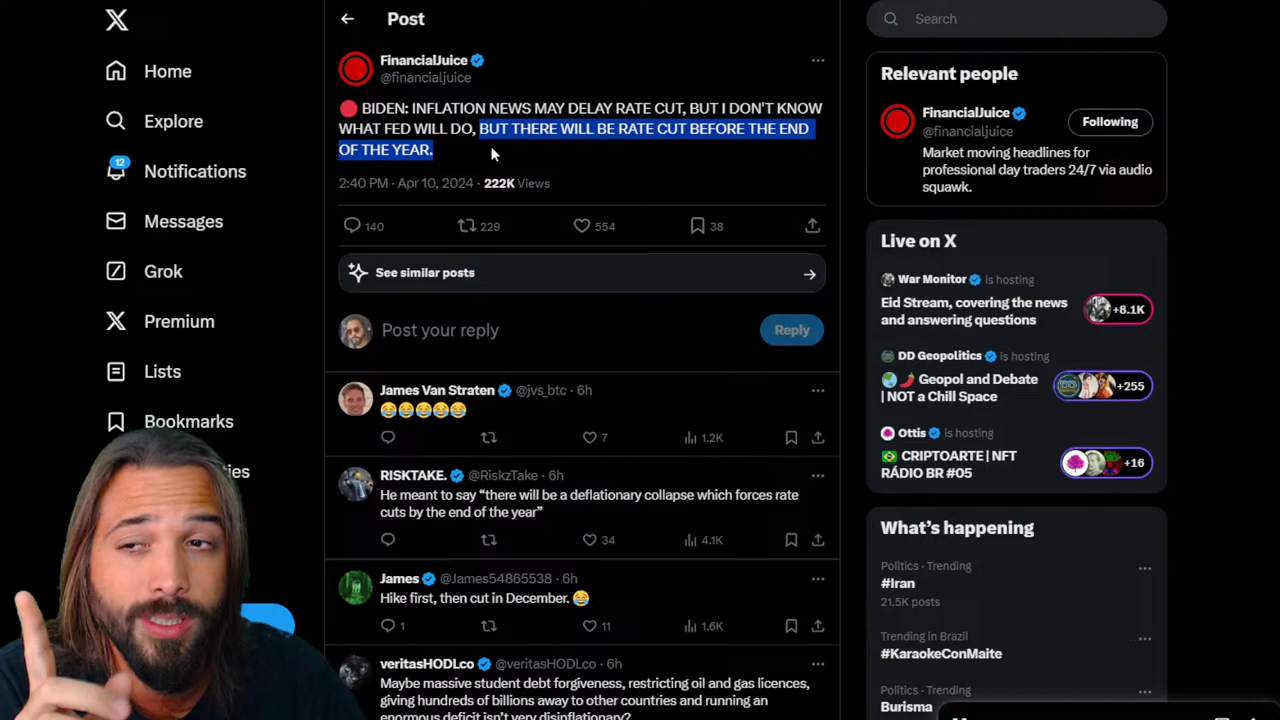 Home
Explore
12
Notifications
Messages
Grok
Premium
Lists
Bookmarks
Post
FinancialJuice
@financialjuice
BIDEN: INFLATION NEWS MAY DELAY RATE CUT, BUT I DON'T KNOW
WHAT FED WILL DO, BUT THERE WILL BE RATE CUT BEFORE THE END
OF THE YEAR.
2:40 PM · Apr 10, 2024 · 222K Views
140 229 554 38
See similar posts
Post your reply
Reply
James Van Straten @jvs_btc · 6h
😂😂😂😂😂
7 1.2K
RISKTAKE. @RiskzTake · 6h
He meant to say “there will be a deflationary collapse which forces rate
cuts by the end of the year”
34 4.1K
James @James54865538 · 6h
Hike first, then cut in December. 😂
1 11 1.6K
veritasHODLco @veritasHODLco · 6h
Maybe massive student debt forgiveness, restricting oil and gas licences,
giving hundreds of billions away to other countries and running an
enormous deficit isn't very disinflationary?
Search
Relevant people
FinancialJuice
@financialjuice
Following
Market moving headlines for
professional day traders 24/7 via audio
squawk.
Live on X
War Monitor is hosting
Eid Stream, covering the news
and answering questions
+8.1K
DD Geopolitics is hosting
🌏🌶️ Geopol and Debate
| NOT a Chill Space
+255
Ottis is hosting
🇧🇷 CRIPTOARTE | NFT
RÁDIO BR #05
+16
What's happening
Politics · Trending
#Iran
21.5K posts
Trending in Brazil
#KaraokeConMaite
Politics · Trending
Burisma